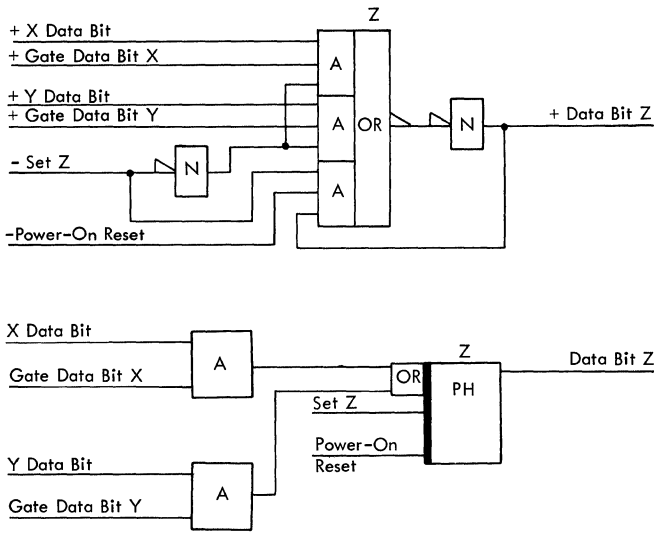 Z
+ X Data Bit
+ Gate Data Bit X
A
+ Y Data Bit
+ Gate Data Bit Y
A
OR
N
+ Data Bit Z
- Set Z
N
A
-Power-On Reset
X Data Bit
Gate Data Bit X
A
Z
OR
PH
Data Bit Z
Set Z
Power-On
Reset
Y Data Bit
Gate Data Bit Y
A